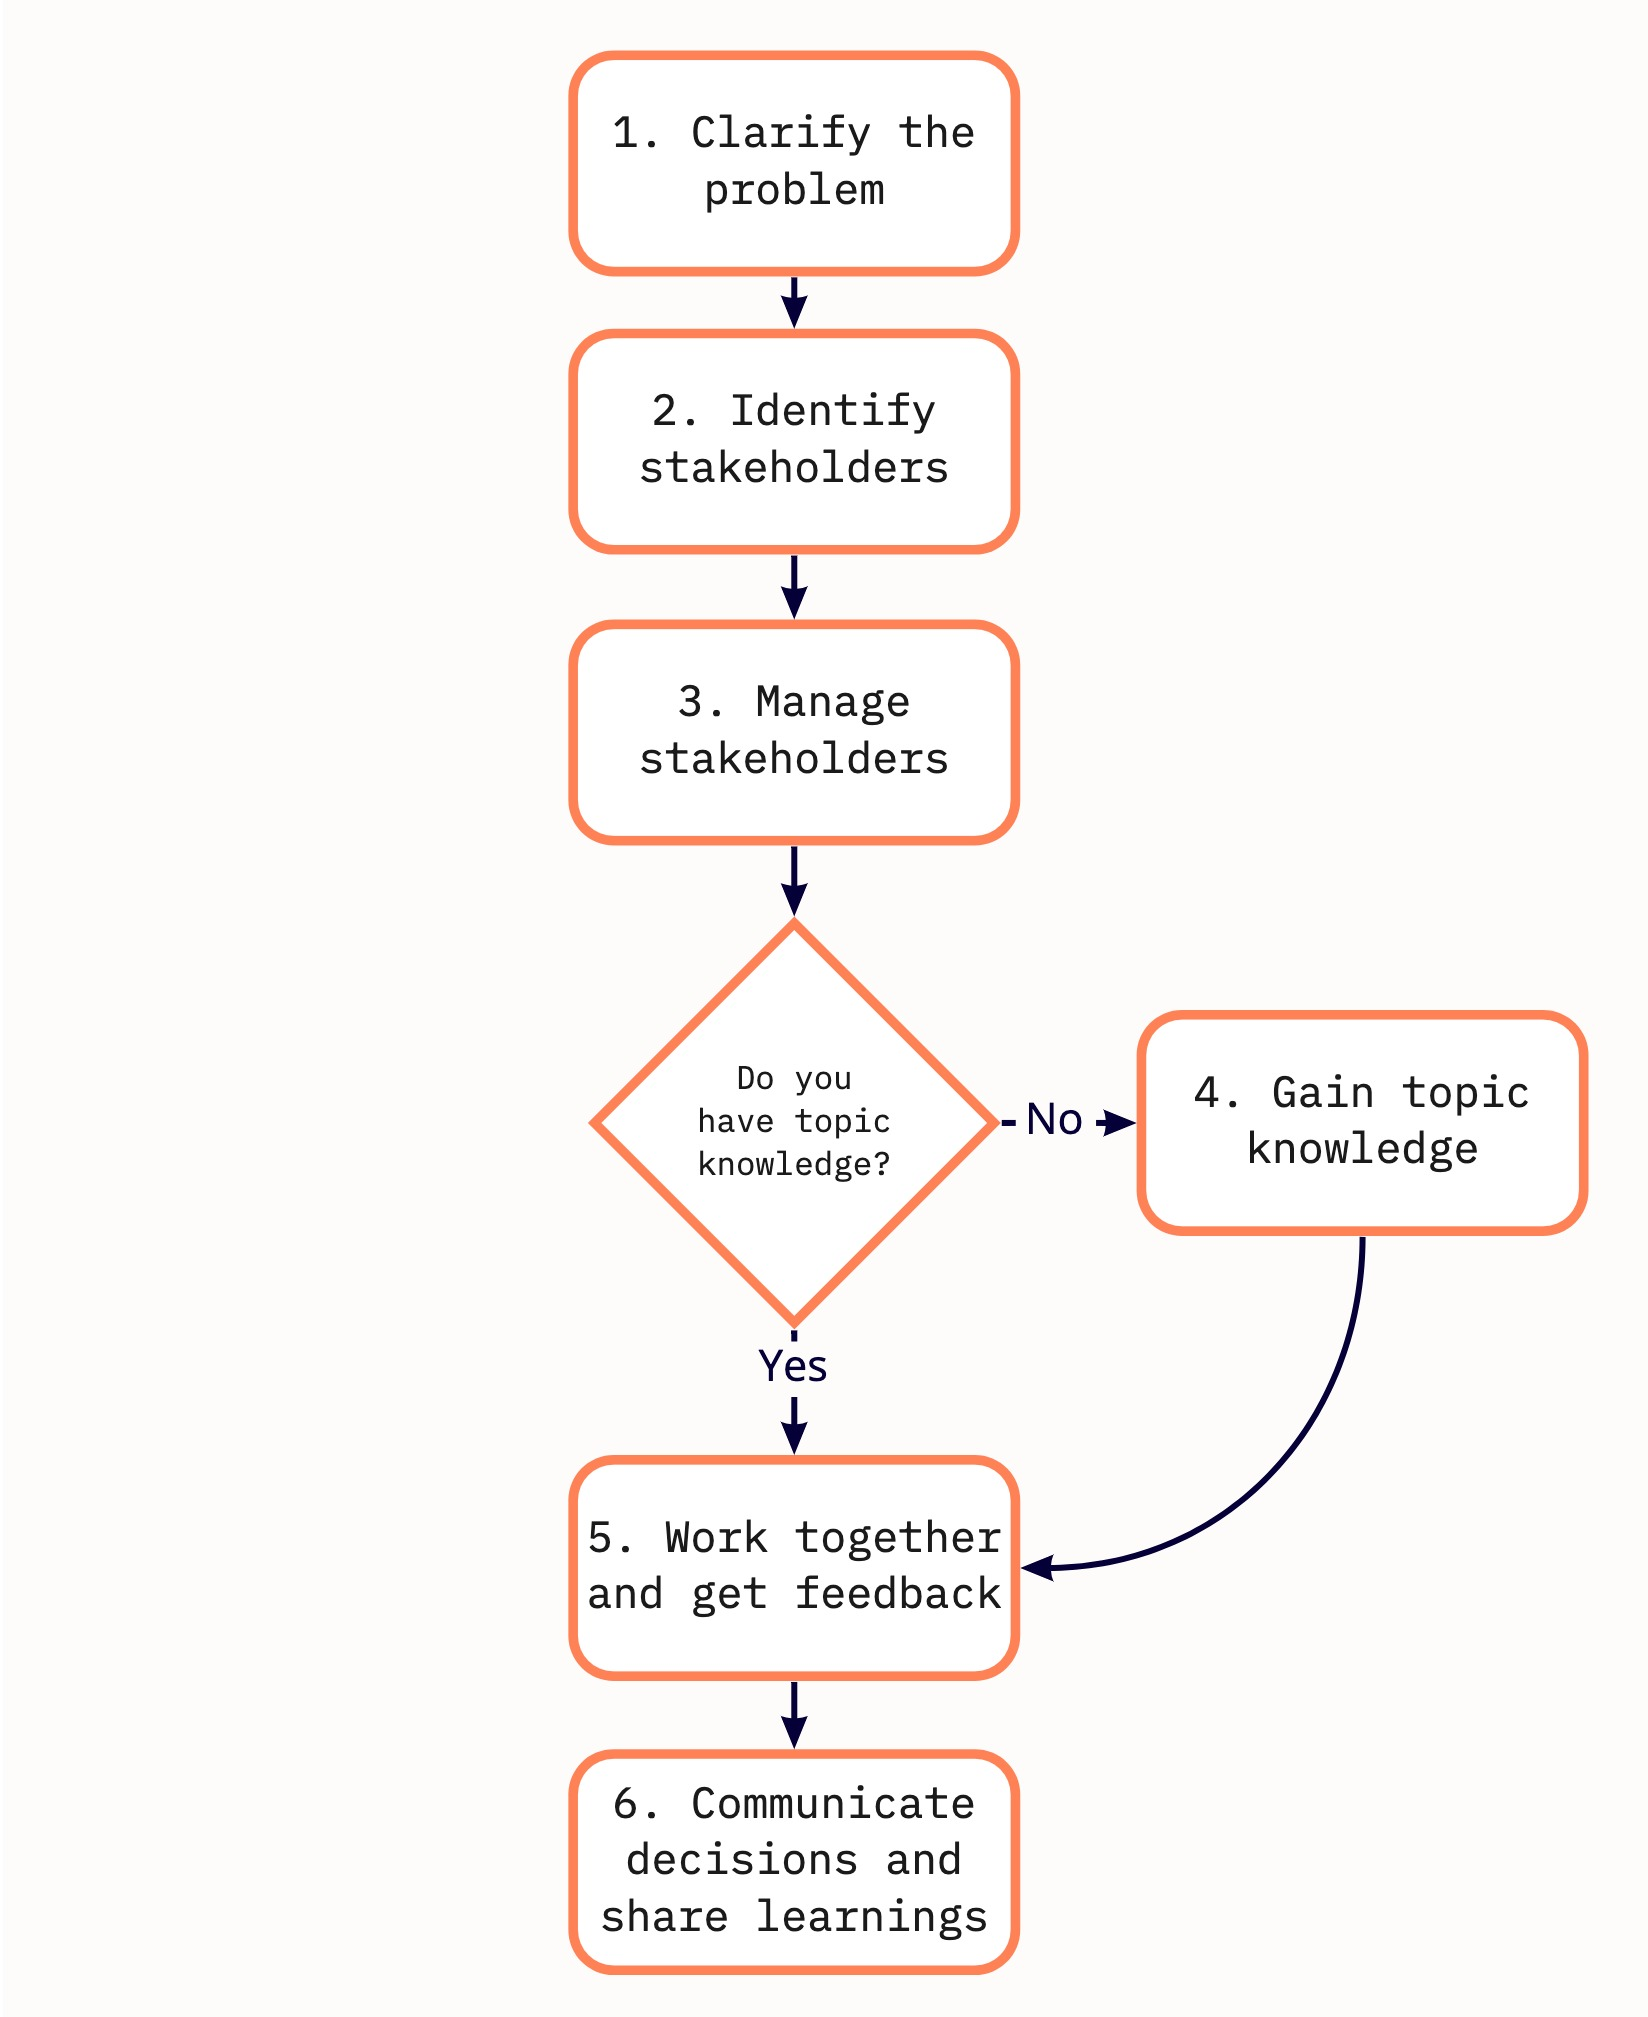 1. Clarify the
problem
2. Identify
stakeholders
3. Manage
stakeholders
Do you
have topic
knowledge?
No
4. Gain topic
knowledge
Yes
5. Work together
and get feedback
6. Communicate
decisions and
share learnings